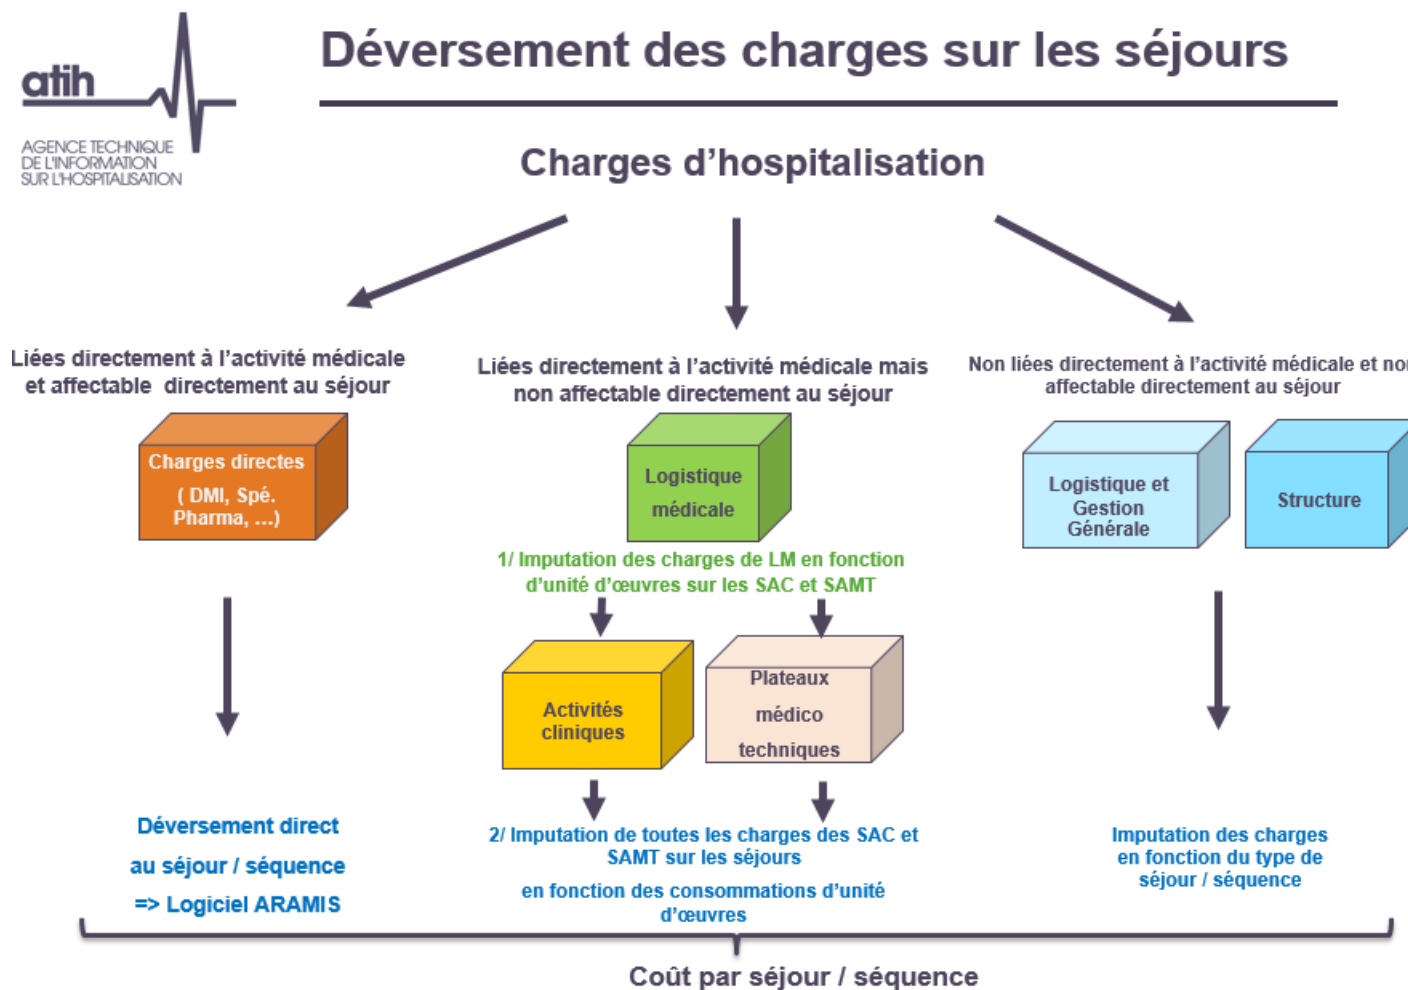 Déversement des charges sur les séjours
atih
AGENCE TECHNIQUE
DE L'INFORMATION
SUR L'HOSPITALISATION
Charges d’hospitalisation
Liées directement à l’activité médicale
et affectable directement au séjour
Liées directement à l’activité médicale mais
non affectable directement au séjour
Non liées directement à l’activité médicale et non
affectable directement au séjour
Charges directes
( DMI, Spé.
Pharma, …)
Logistique
médicale
Logistique et
Gestion
Générale
Structure
1/ Imputation des charges de LM en fonction
d’unité d’œuvres sur les SAC et SAMT
Activités
cliniques
Plateaux
médico
techniques
Déversement direct
au séjour / séquence
=> Logiciel ARAMIS
2/ Imputation de toutes les charges des SAC et
SAMT sur les séjours
en fonction des consommations d’unité
d’œuvres
Imputation des charges
en fonction du type de
séjour / séquence
Coût par séjour / séquence